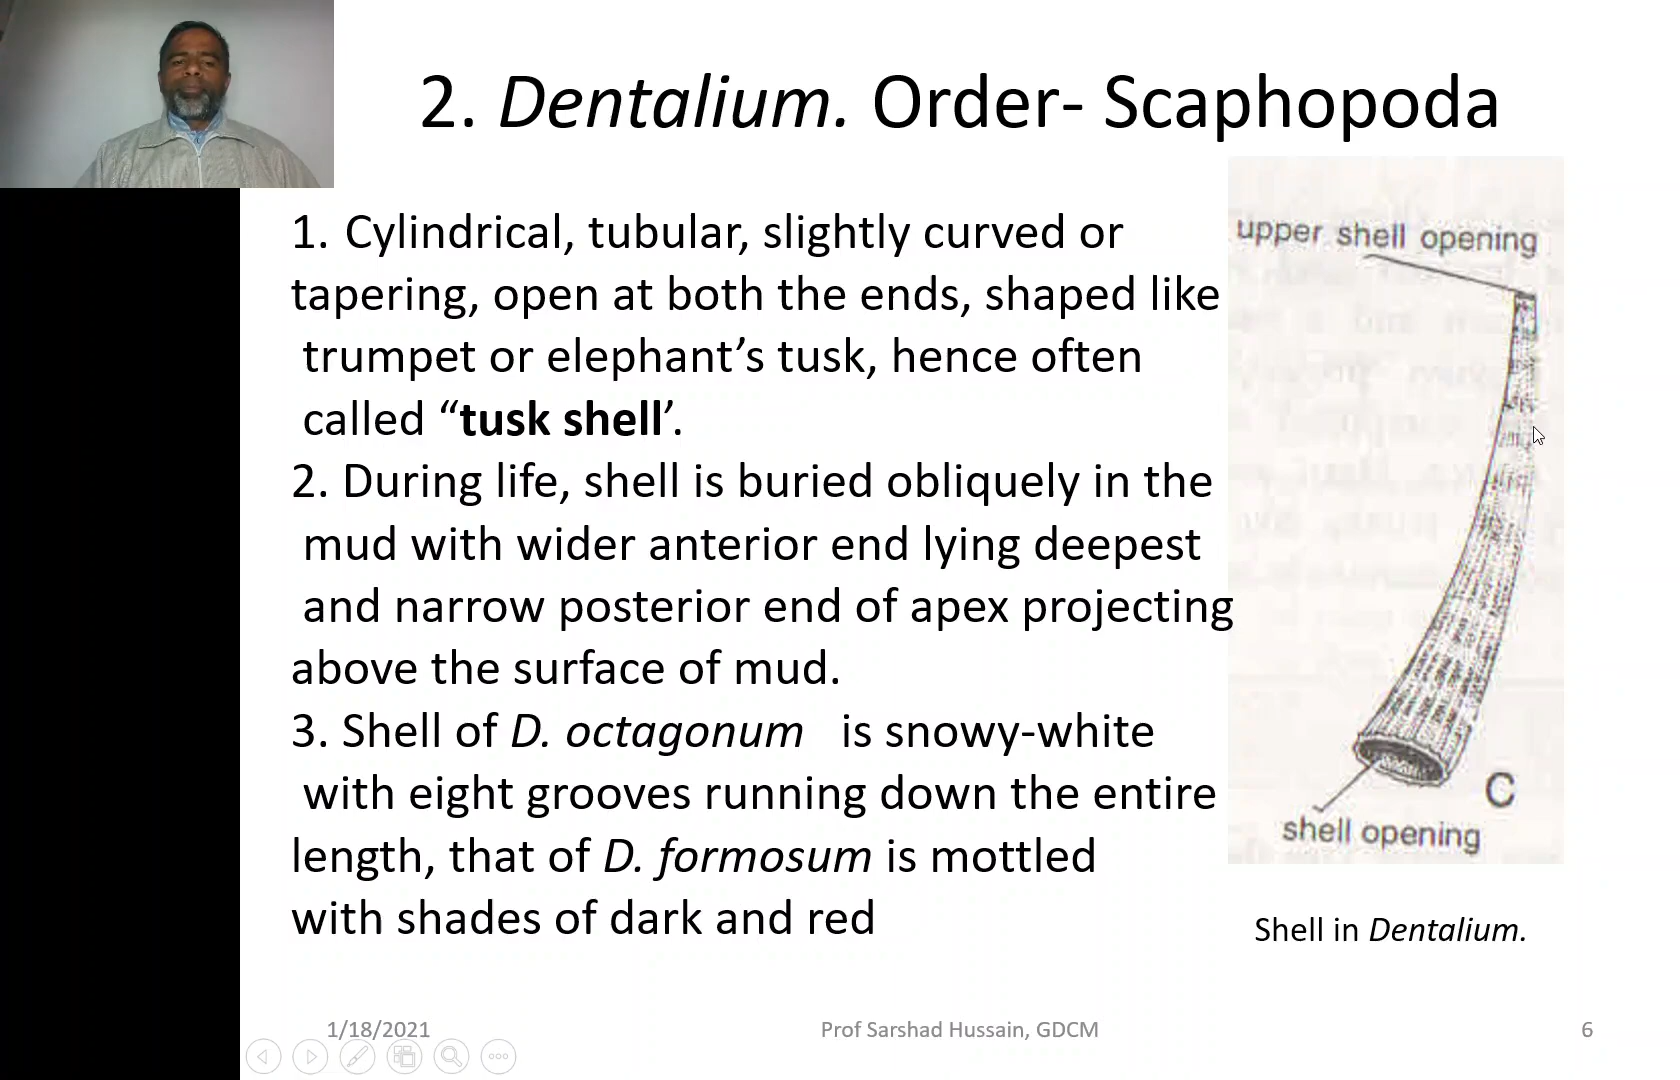 2. Dentalium. Order- Scaphopoda
1. Cylindrical, tubular, slightly curved or
tapering, open at both the ends, shaped like
trumpet or elephant’s tusk, hence often
called “tusk shell’.
2. During life, shell is buried obliquely in the
mud with wider anterior end lying deepest
and narrow posterior end of apex projecting
above the surface of mud.
3. Shell of D. octagonum is snowy-white
with eight grooves running down the entire
length, that of D. formosum is mottled
with shades of dark and red
upper shell opening
C
shell opening
Shell in Dentalium.
1/18/2021
Prof Sarshad Hussain, GDCM
6